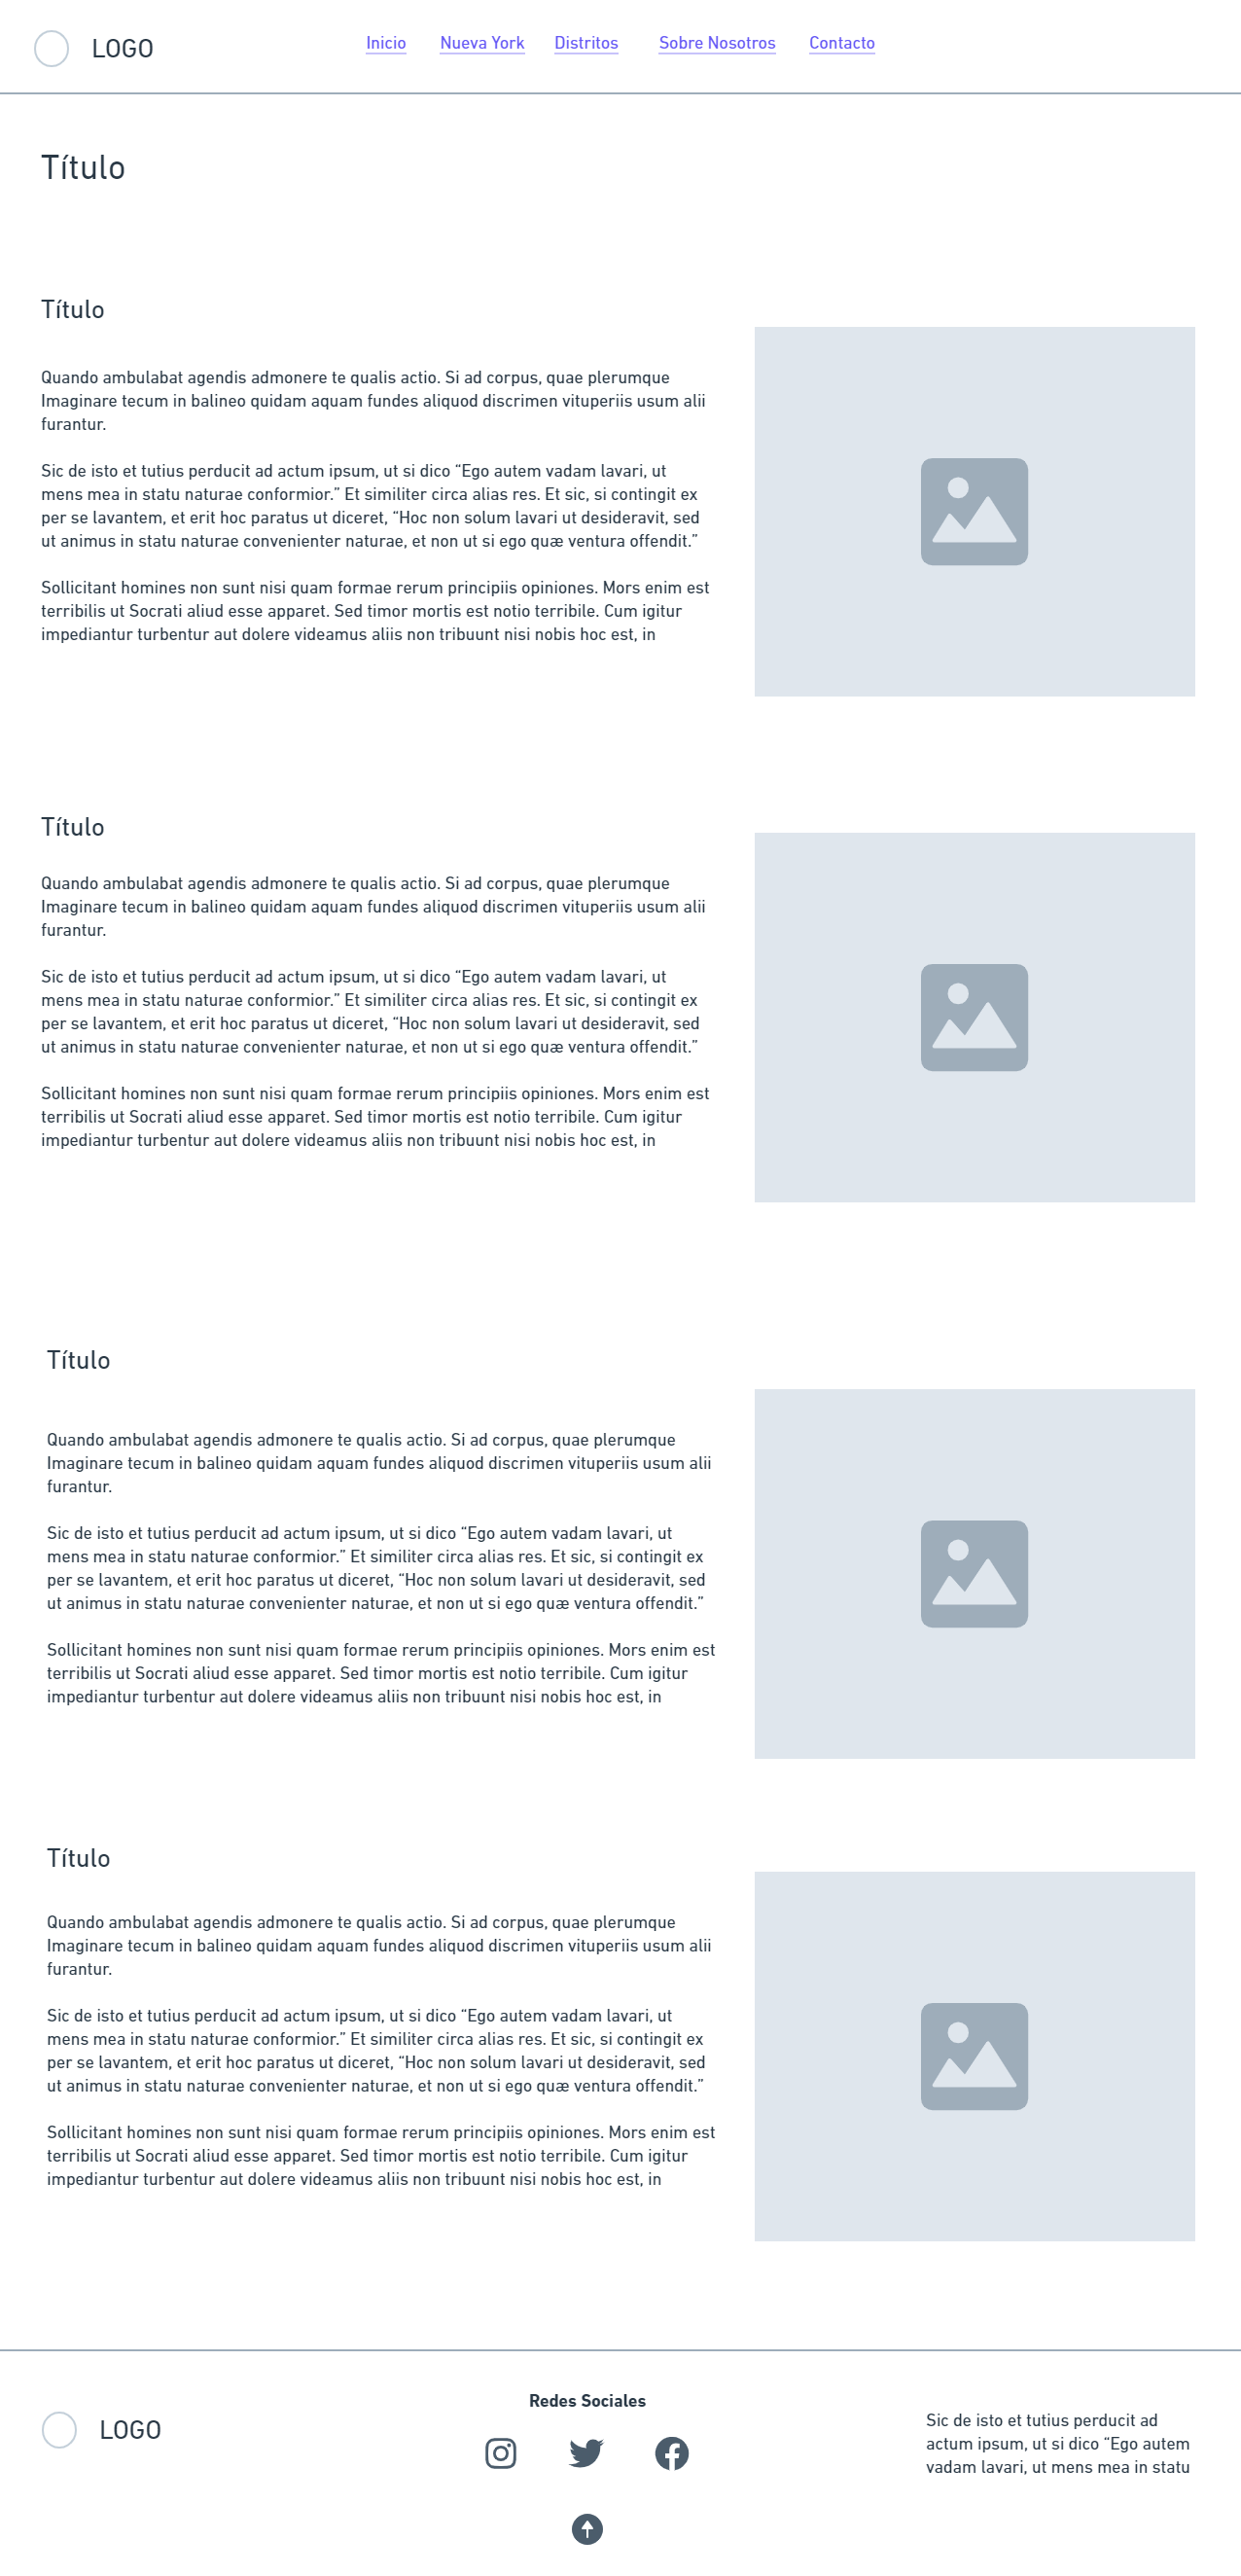 LOGO
Inicio Nueva York Distritos Sobre Nosotros Contacto
Título
Título
Quando ambulabat agendis admonere te qualis actio. Si ad corpus, quae plerumque
Imaginare tecum in balineo quidam aquam fundes aliquod discrimen vituperiis usum alii
furantur.
Sic de isto et tutius perducit ad actum ipsum, ut si dico “Ego autem vadam lavari, ut
mens mea in statu naturae conformior.” Et similiter circa alias res. Et sic, si contingit ex
per se lavantem, et erit hoc paratus ut diceret, “Hoc non solum lavari ut desideravit, sed
ut animus in statu naturae convenienter naturae, et non ut si ego quæ ventura offendit.”
Sollicitant homines non sunt nisi quam formae rerum principiis opiniones. Mors enim est
terribilis ut Socrati aliud esse apparet. Sed timor mortis est notio terribile. Cum igitur
impediantur turbentur aut dolere videamus aliis non tribuunt nisi nobis hoc est, in
Título
Quando ambulabat agendis admonere te qualis actio. Si ad corpus, quae plerumque
Imaginare tecum in balineo quidam aquam fundes aliquod discrimen vituperiis usum alii
furantur.
Sic de isto et tutius perducit ad actum ipsum, ut si dico “Ego autem vadam lavari, ut
mens mea in statu naturae conformior.” Et similiter circa alias res. Et sic, si contingit ex
per se lavantem, et erit hoc paratus ut diceret, “Hoc non solum lavari ut desideravit, sed
ut animus in statu naturae convenienter naturae, et non ut si ego quæ ventura offendit.”
Sollicitant homines non sunt nisi quam formae rerum principiis opiniones. Mors enim est
terribilis ut Socrati aliud esse apparet. Sed timor mortis est notio terribile. Cum igitur
impediantur turbentur aut dolere videamus aliis non tribuunt nisi nobis hoc est, in
Título
Quando ambulabat agendis admonere te qualis actio. Si ad corpus, quae plerumque
Imaginare tecum in balineo quidam aquam fundes aliquod discrimen vituperiis usum alii
furantur.
Sic de isto et tutius perducit ad actum ipsum, ut si dico “Ego autem vadam lavari, ut
mens mea in statu naturae conformior.” Et similiter circa alias res. Et sic, si contingit ex
per se lavantem, et erit hoc paratus ut diceret, “Hoc non solum lavari ut desideravit, sed
ut animus in statu naturae convenienter naturae, et non ut si ego quæ ventura offendit.”
Sollicitant homines non sunt nisi quam formae rerum principiis opiniones. Mors enim est
terribilis ut Socrati aliud esse apparet. Sed timor mortis est notio terribile. Cum igitur
impediantur turbentur aut dolere videamus aliis non tribuunt nisi nobis hoc est, in
Título
Quando ambulabat agendis admonere te qualis actio. Si ad corpus, quae plerumque
Imaginare tecum in balineo quidam aquam fundes aliquod discrimen vituperiis usum alii
furantur.
Sic de isto et tutius perducit ad actum ipsum, ut si dico “Ego autem vadam lavari, ut
mens mea in statu naturae conformior.” Et similiter circa alias res. Et sic, si contingit ex
per se lavantem, et erit hoc paratus ut diceret, “Hoc non solum lavari ut desideravit, sed
ut animus in statu naturae convenienter naturae, et non ut si ego quæ ventura offendit.”
Sollicitant homines non sunt nisi quam formae rerum principiis opiniones. Mors enim est
terribilis ut Socrati aliud esse apparet. Sed timor mortis est notio terribile. Cum igitur
impediantur turbentur aut dolere videamus aliis non tribuunt nisi nobis hoc est, in
LOGO
Redes Sociales
Sic de isto et tutius perducit ad
actum ipsum, ut si dico “Ego autem
vadam lavari, ut mens mea in statu